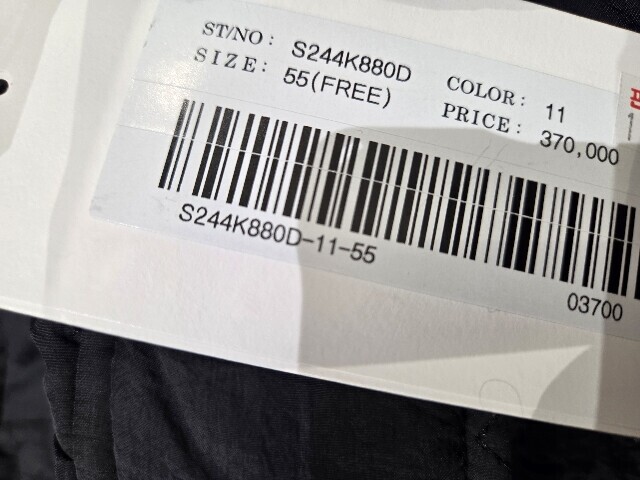 ST/NO: S244K880D
SIZE: 55(FREE)
COLOR: 11
PRICE: 370,000
S244K880D-11-55
03700